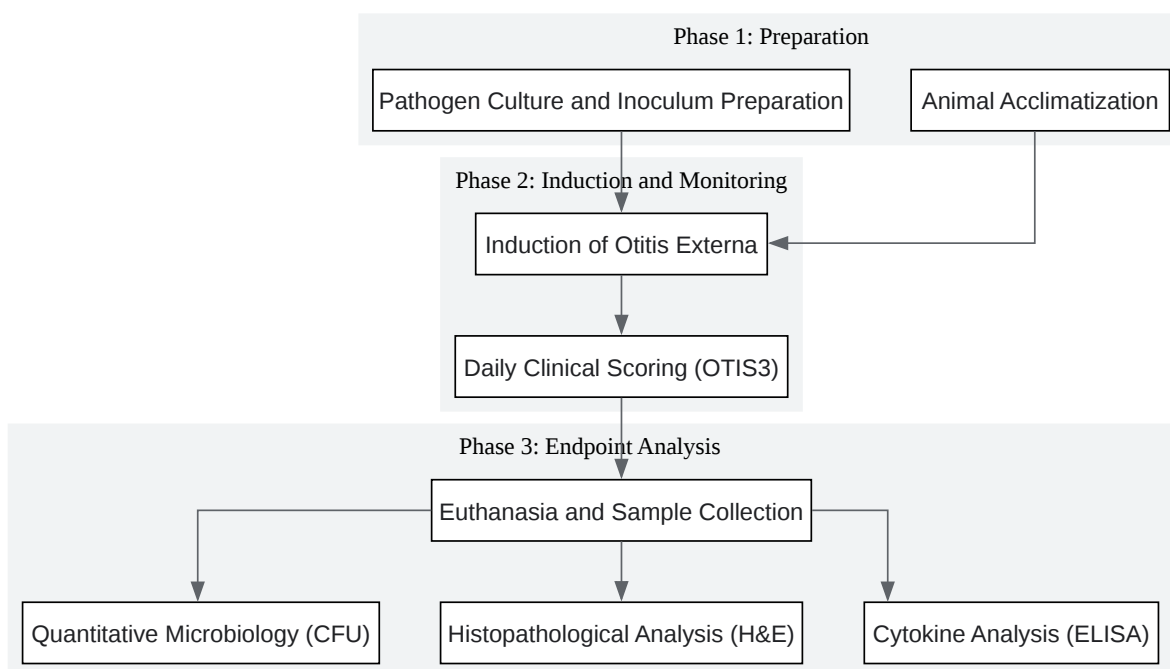 Phase 1: Preparation
Pathogen Culture and Inoculum Preparation
Animal Acclimatization
Phase 2: Induction and Monitoring
Induction of Otitis Externa
Daily Clinical Scoring (OTIS3)
Phase 3: Endpoint Analysis
Euthanasia and Sample Collection
Quantitative Microbiology (CFU)
Histopathological Analysis (H&E)
Cytokine Analysis (ELISA)